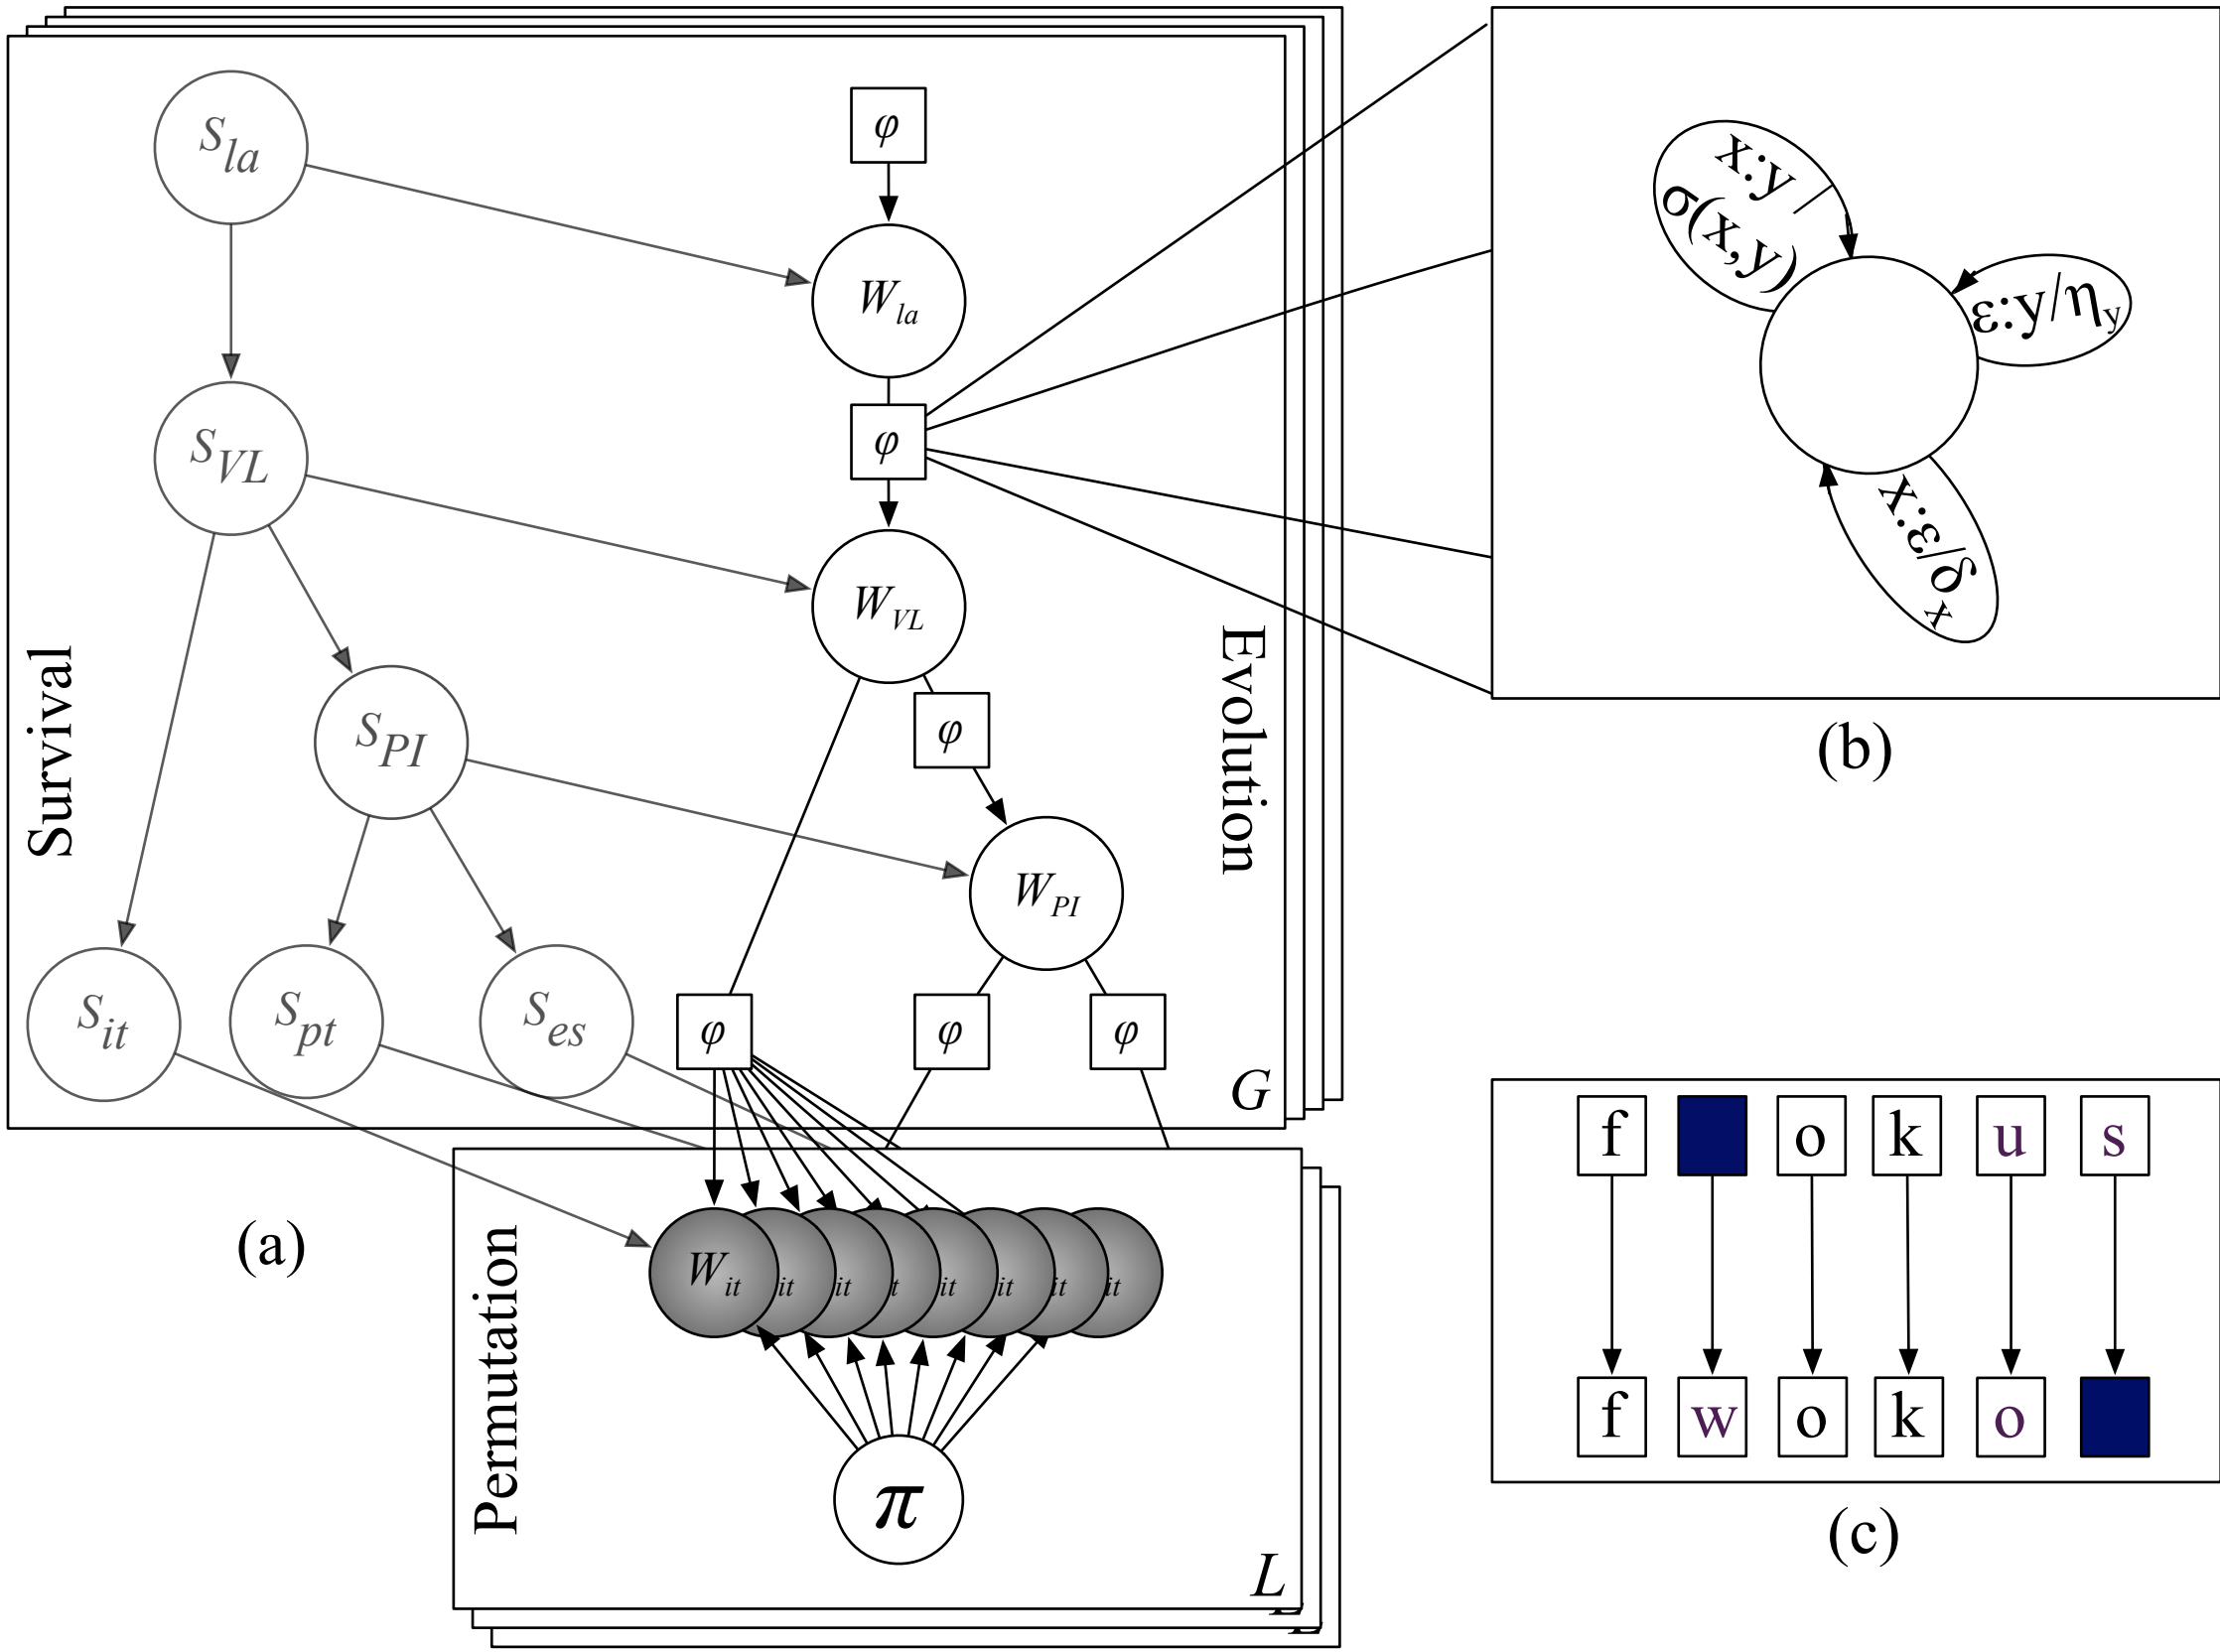 S_la
φ
W_la
S_VL
φ
W_VL
Survival
Evolution
S_PI
φ
W_PI
S_it
S_pt
S_es
φ
φ
φ
G
(a)
Permutation
W_it
it
it
t
it
it
it
it
π
L
x:y /
σ(x,y)
ε:y/η_y
x:ε/δ_x
(b)
f
o
k
u
s
f
w
o
k
o
(c)